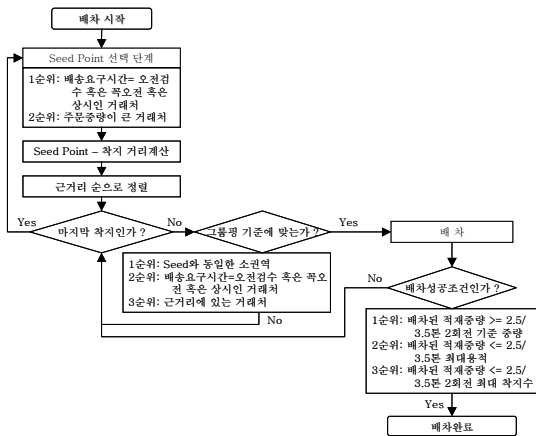 배차 시작
Seed Point 선택 단계
1순위: 배송요구시간= 오전검
수 혹은 꼭오전 혹은
상시인 거래처
2순위: 주문중량이 큰 거래처
Seed Point – 착지 거리계산
근거리 순으로 정렬
Yes
마지막 착지인가 ?
No
그룹핑 기준에 맞는가 ?
Yes
배 차
1순위: Seed와 동일한 소권역
2순위: 배송요구시간=오전검수 혹은 꼭오
전 혹은 상시인 거래처
3순위: 근거리에 있는 거래처
No
No
배차성공조건인가 ?
1순위: 배차된 적재중량 >= 2.5/
3.5톤 2회전 기준 중량
2순위: 배차된 적재중량 <= 2.5/
3.5톤 최대용적
3순위: 배차된 적재중량 <= 2.5/
3.5톤 2회전 최대 착지수
Yes
배차완료